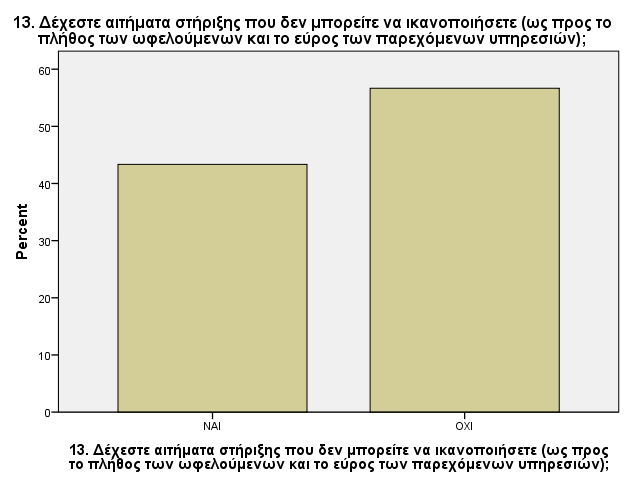 13. Δέχεστε αιτήματα στήριξης που δεν μπορείτε να ικανοποιήσετε (ως προς το
πλήθος των ωφελούμενων και το εύρος των παρεχόμενων υπηρεσιών);
60
50
40
30
20
10
0
Percent
ΝΑΙ
ΟΧΙ
13. Δέχεστε αιτήματα στήριξης που δεν μπορείτε να ικανοποιήσετε (ως προς
το πλήθος των ωφελούμενων και το εύρος των παρεχόμενων υπηρεσιών);